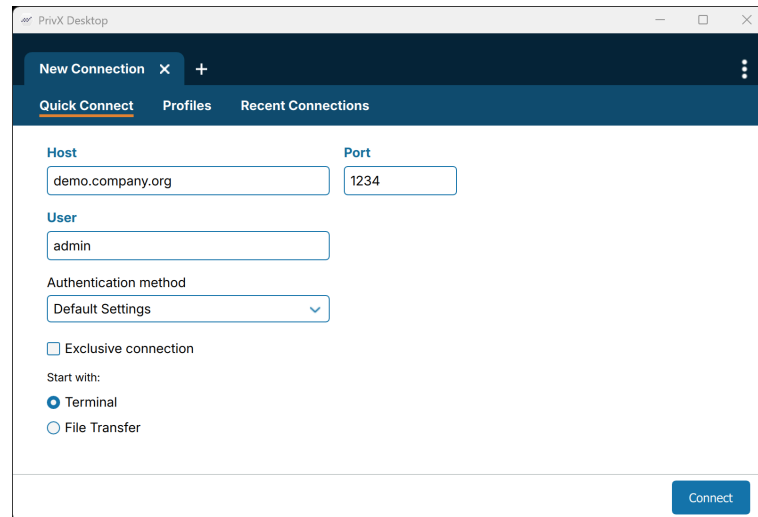 PrivX Desktop
New Connection
Quick Connect Profiles Recent Connections
Host Port
demo.company.org 1234
User
admin
Authentication method
Default Settings
Exclusive connection
Start with:
Terminal
File Transfer
Connect